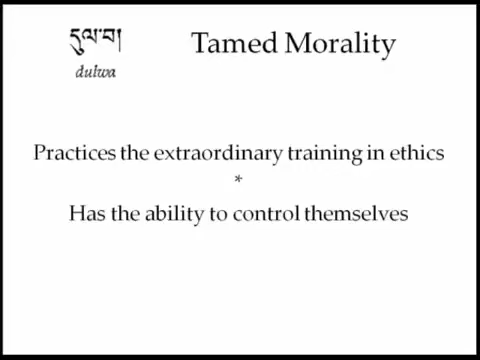 དུལ་བ། Tamed Morality
dulwa
Practices the extraordinary training in ethics
*
Has the ability to control themselves